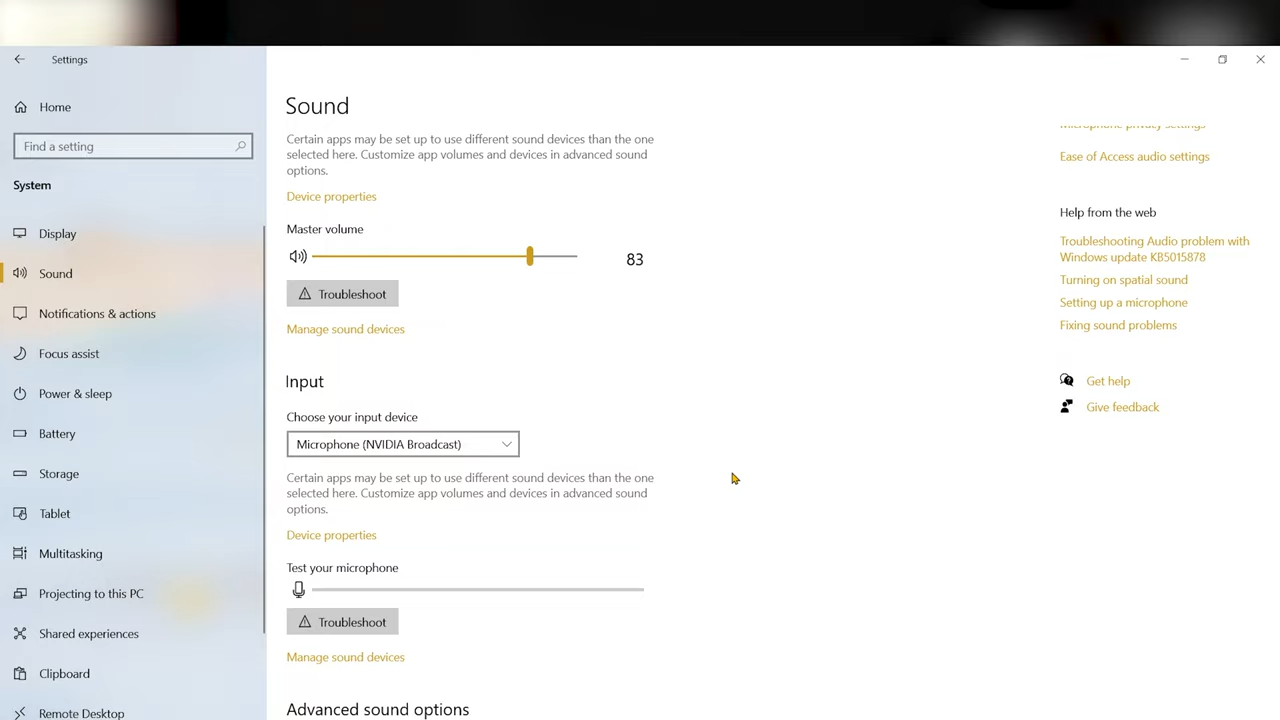 Settings
Home
Find a setting
System
Display
Sound
Notifications & actions
Focus assist
Power & sleep
Battery
Storage
Tablet
Multitasking
Projecting to this PC
Shared experiences
Clipboard
Remote Desktop
Sound
Certain apps may be set up to use different sound devices than the one
selected here. Customize app volumes and devices in advanced sound
options.
Device properties
Master volume
83
Troubleshoot
Manage sound devices
Input
Choose your input device
Microphone (NVIDIA Broadcast)
Certain apps may be set up to use different sound devices than the one
selected here. Customize app volumes and devices in advanced sound
options.
Device properties
Test your microphone
Troubleshoot
Manage sound devices
Advanced sound options
Microphone privacy settings
Ease of Access audio settings
Help from the web
Troubleshooting Audio problem with
Windows update KB5015878
Turning on spatial sound
Setting up a microphone
Fixing sound problems
Get help
Give feedback